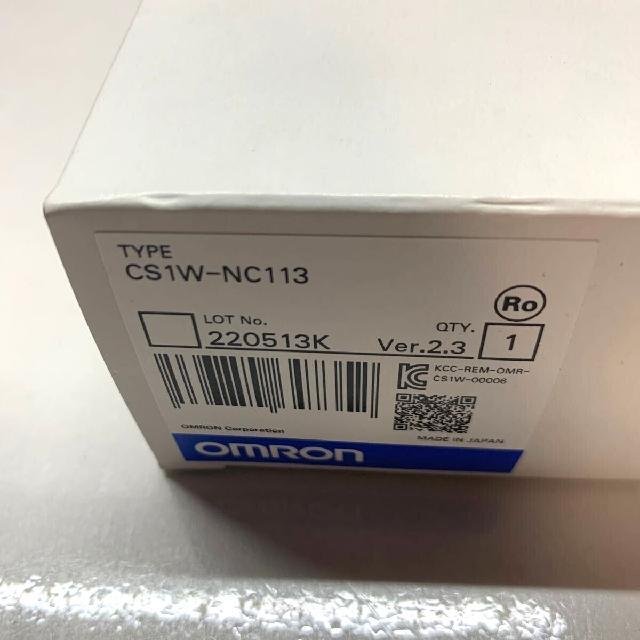 TYPE
CS1W-NC113
Ro
LOT No.
QTY.
220513K
Ver.2.3
1
KCC-REM-OMR-
CS1W-00006
OMRON Corporation
MADE IN JAPAN
OMRON